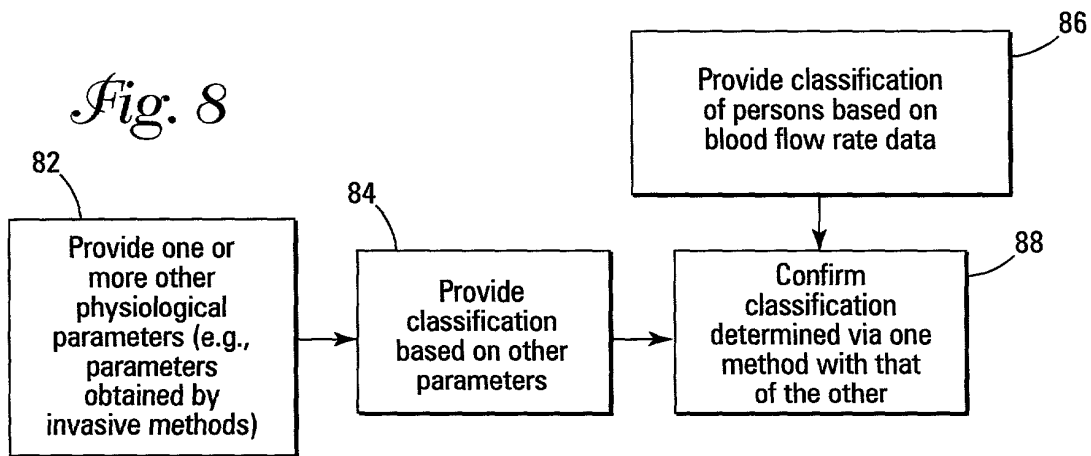 Fig. 8
86
Provide classification
of persons based on
blood flow rate data
82
Provide one or
more other
physiological
parameters (e.g.,
parameters
obtained by
invasive methods)
84
Provide
classification
based on other
parameters
88
Confirm
classification
determined via one
method with that
of the other